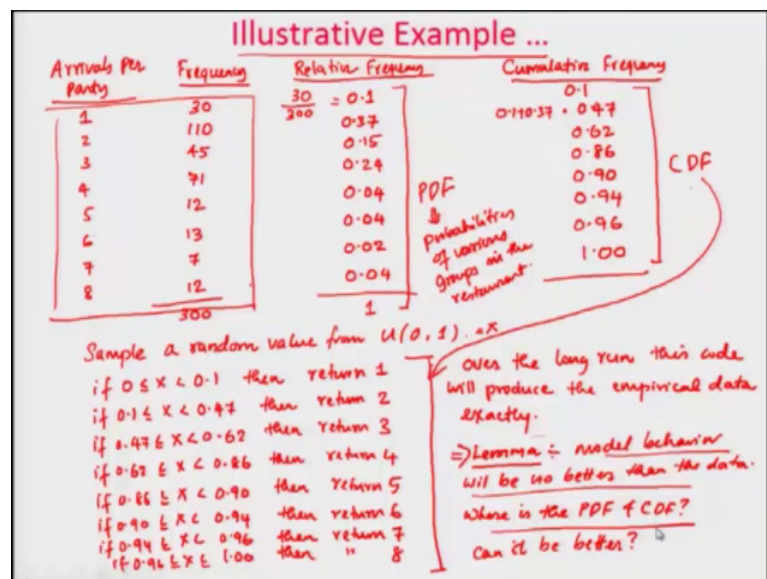 Illustrative Example ...
Arrivals Per Party Frequency Relative Frequency Cumulative Frequency
1 30 30/300 = 0.1 0.1
2 110 0.37 0.1+0.37 = 0.47
3 45 0.15 0.62
4 71 0.24 0.86
5 12 0.04 0.90
6 13 0.04 0.94
7 7 0.02 0.96
8 12 0.04 1.00
300 1
PDF
⇓
probabilities
of various
groups in the
restaurant.
CDF
Sample a random value from U(0,1). = x
if 0 ≤ x < 0.1 then return 1
if 0.1 ≤ x < 0.47 then return 2
if 0.47 ≤ x < 0.62 then return 3
if 0.62 ≤ x < 0.86 then return 4
if 0.86 ≤ x < 0.90 then return 5
if 0.90 ≤ x < 0.94 then return 6
if 0.94 ≤ x < 0.96 then return 7
if 0.96 ≤ x ≤ 1.00 then " 8
over the long run this code
will produce the empirical data
exactly.
⇒ Lemma ÷ model behavior
will be no better than the data.
Where is the PDF & CDF?
Can it be better?